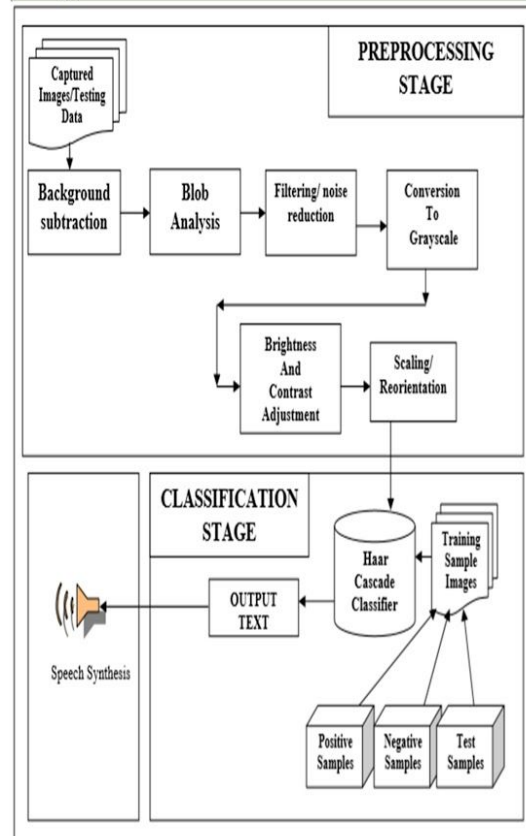 PREPROCESSING
STAGE
Captured
Images/Testing
Data
Background
subtraction
Blob
Analysis
Filtering/ noise
reduction
Conversion
To
Grayscale
Brightness
And
Contrast
Adjustment
Scaling/
Reorientation
CLASSIFICATION
STAGE
Haar
Cascade
Classifier
Training
Sample
Images
OUTPUT
TEXT
Speech Synthesis
Positive
Samples
Negative
Samples
Test
Samples